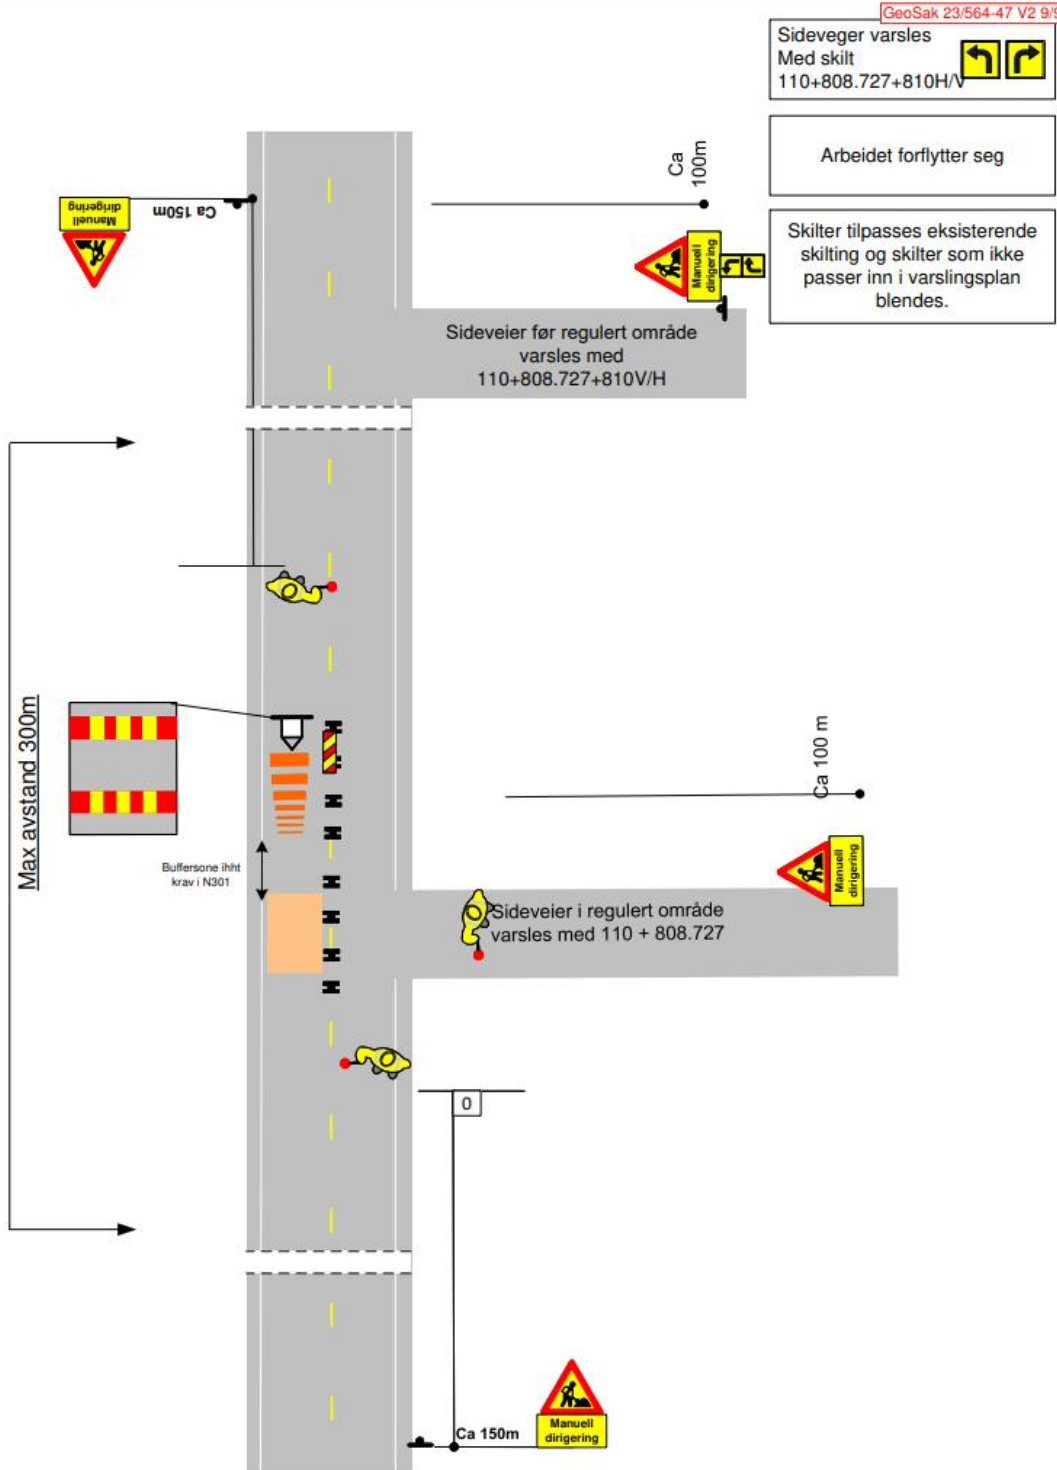 GeoSak 23/564-47 V2 9/9
Sideveger varsles
Med skilt
110+808.727+810H/V
Arbeidet forflytter seg
Skilter tilpasses eksisterende
skilting og skilter som ikke
passer inn i varslingsplan
blendes.
Ca
100m
Manuell
dirigering
Ca 150m
Manuell
dirigering
Sideveier før regulert område
varsles med
110+808.727+810V/H
Max avstand 300m
Ca 100 m
Buffersone ihht
krav i N301
Manuell
dirigering
Sideveier i regulert område
varsles med 110 + 808.727
0
Ca 150m
Manuell
dirigering